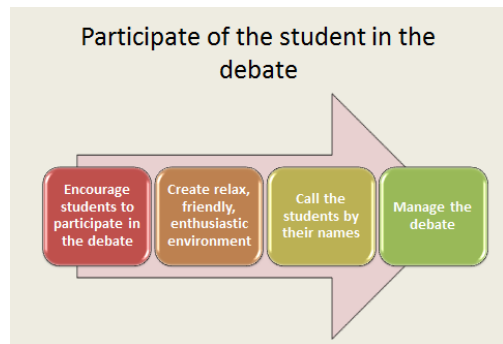 Participate of the student in the
debate
Encourage
students to
participate in
the debate
Create relax,
friendly,
enthusiastic
environment
Call the
students by
their names
Manage the
debate